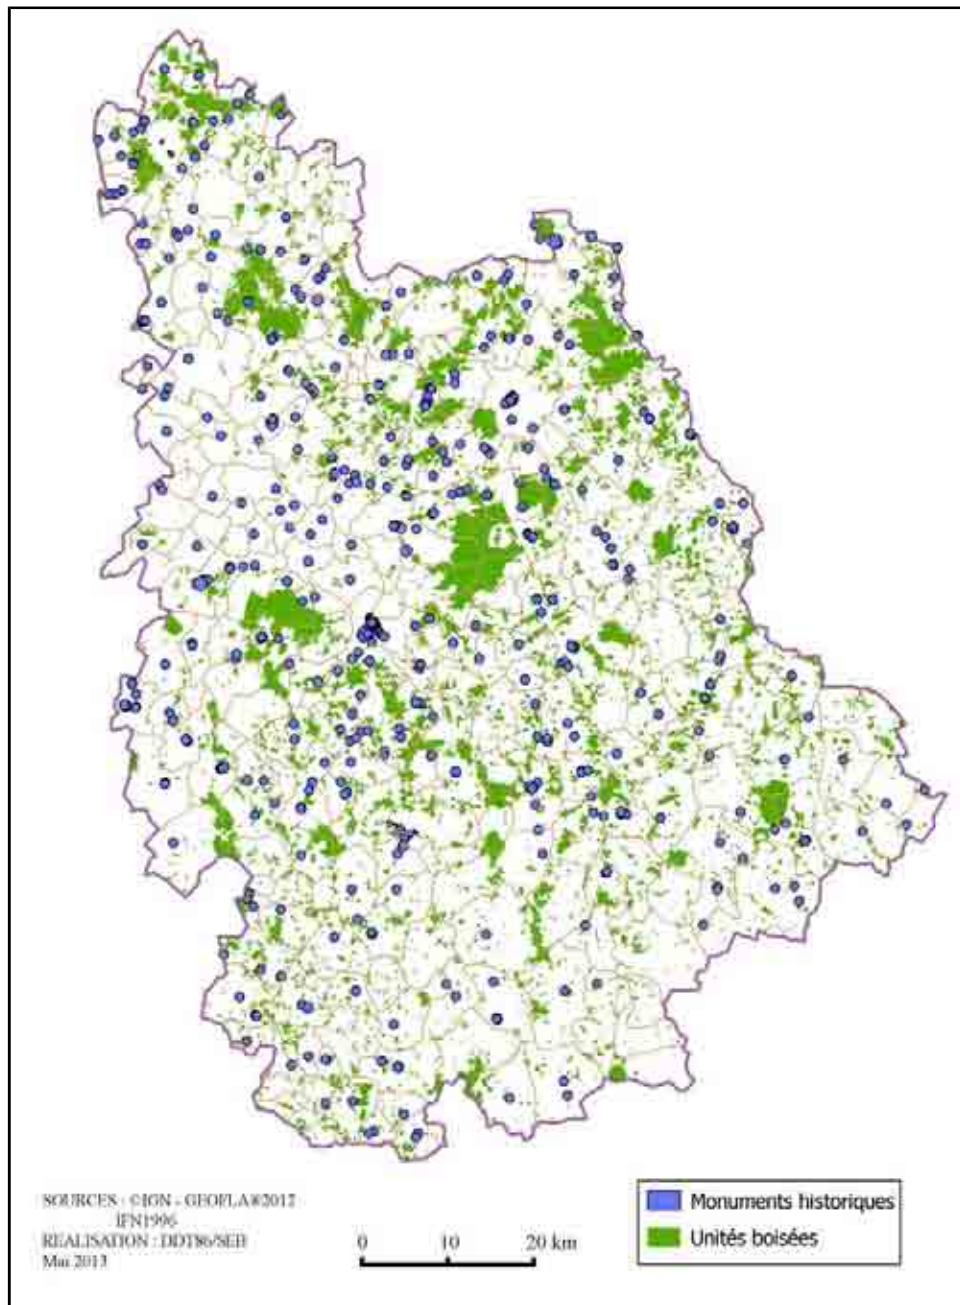 SOURCES : ©IGN - GEOFLA®2012
IFN1996
REALISATION : DDT86/SEB
Mai 2013
0 10 20 km
Monuments historiques
Unités boisées